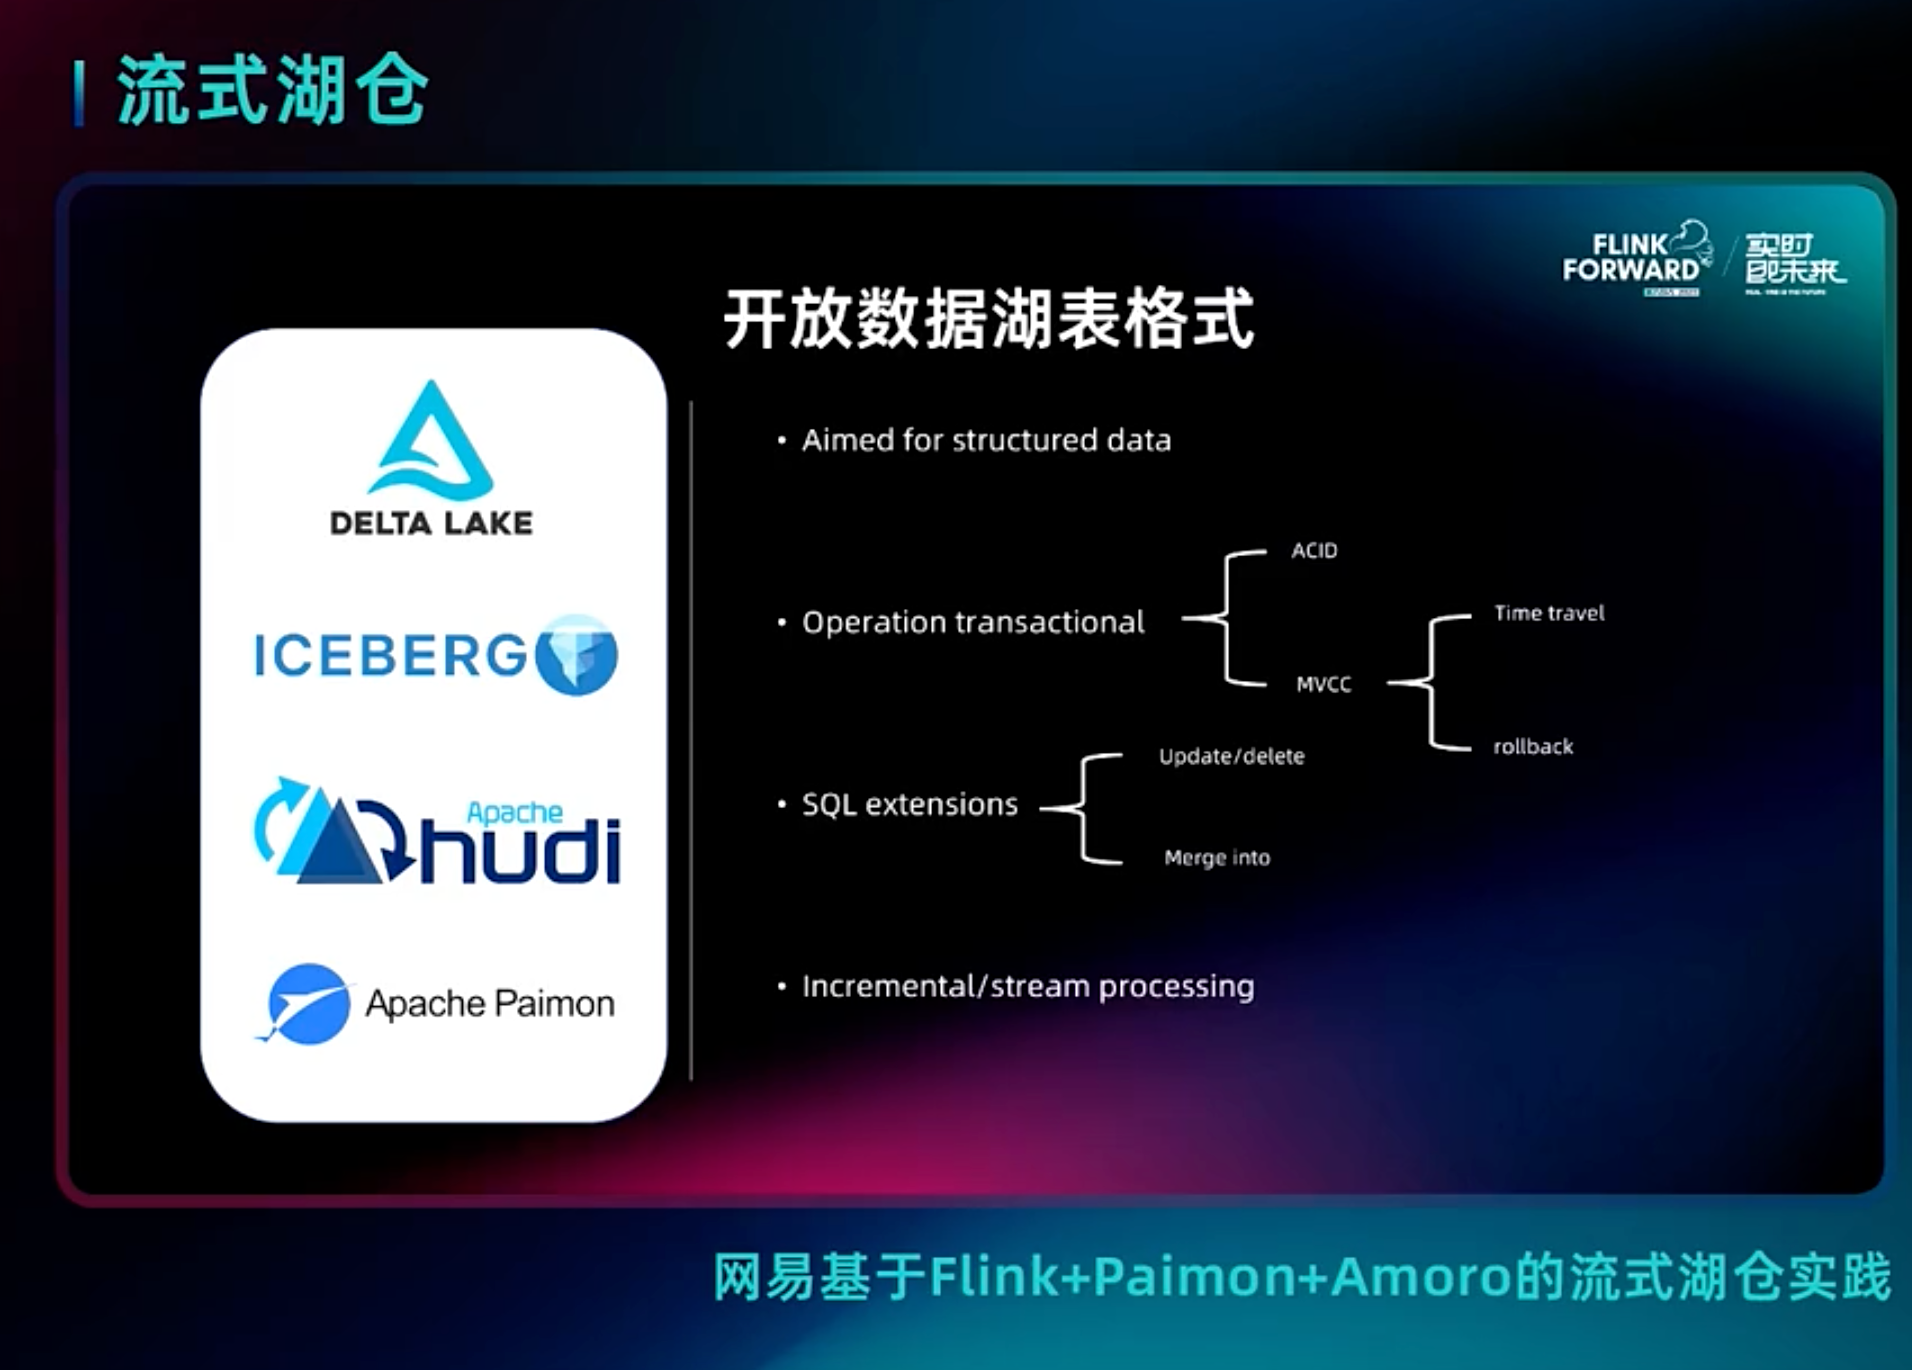 流式湖仓
FLINK
FORWARD
实时
即未来
开放数据湖表格式
DELTA LAKE
ICEBERG
Apache
hudi
Apache Paimon
• Aimed for structured data
• Operation transactional
ACID
MVCC
Time travel
rollback
• SQL extensions
Update/delete
Merge into
• Incremental/stream processing
网易基于Flink+Paimon+Amoro的流式湖仓实践